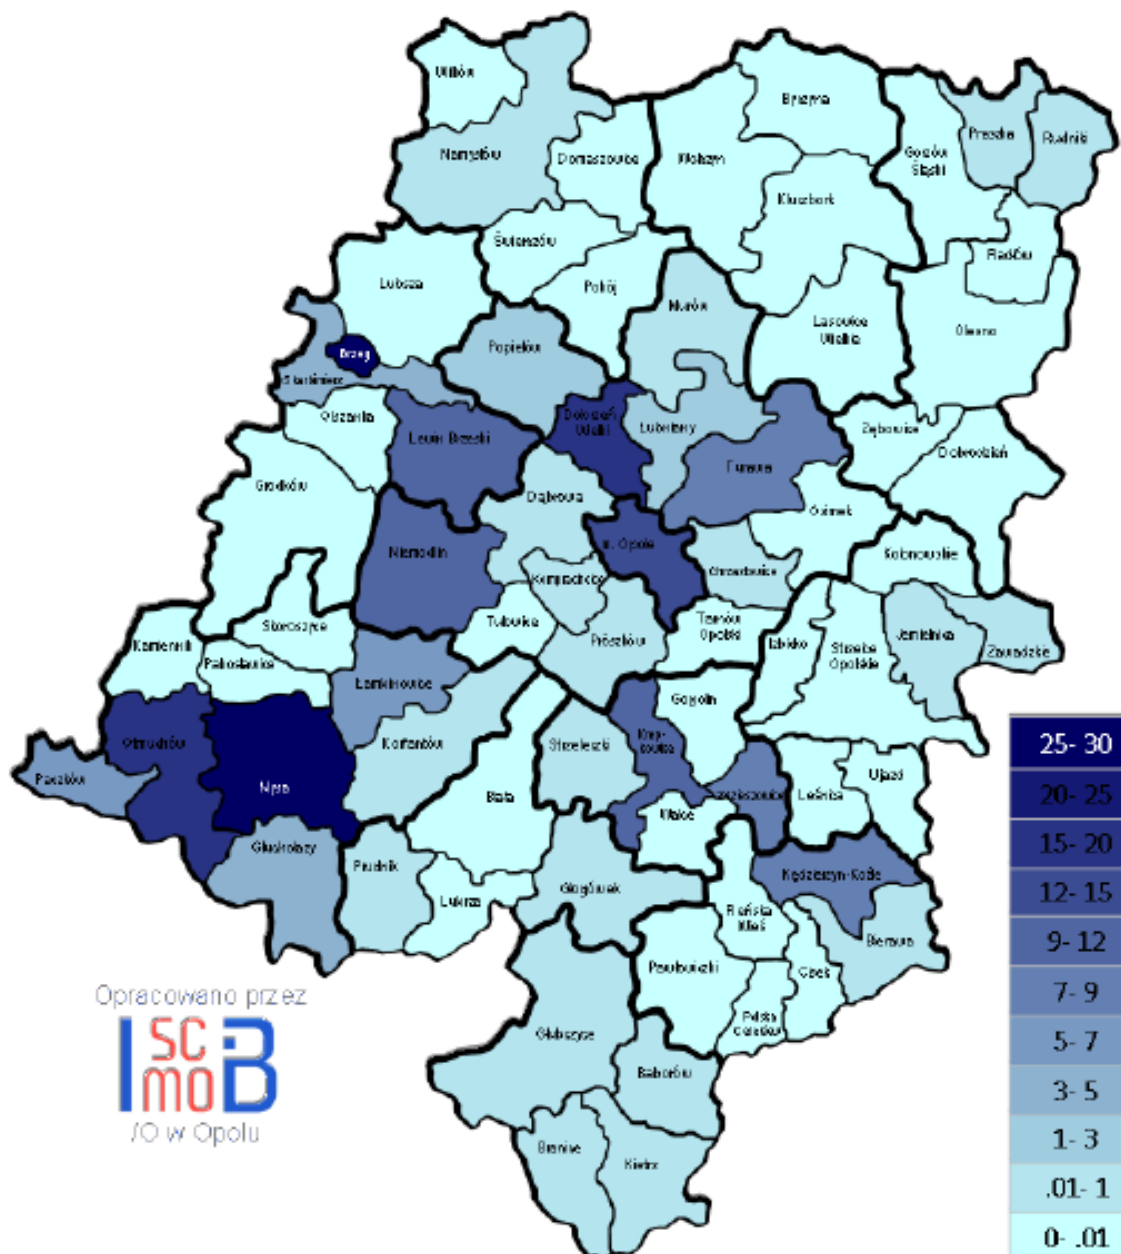 Wilków
Namysłów
Domaszowice
Wołczyn
Byczyna
Kluczbork
Gorzów
Śląski
Praszka
Rudniki
Radłów
Olesno
Świerczów
Pokój
Lubsza
Murów
Lasowice
Wielkie
Popielów
Brzeg
Skarbimierz
Olszanka
Lewin Brzeski
Dobrzeń
Wielki
Łubniany
Turawa
Zębowice
Dobrodzień
Grodków
Dąbrowa
Ozimek
Niemodlin
m. Opole
Chrząstowice
Kolonowskie
Komprachcice
Skoroszyce
Tułowice
Prószków
Tarnów
Opolski
Izbicko
Strzelce
Opolskie
Jemielnica
Zawadzkie
Kamiennik
Pakosławice
Łambinowice
Gogolin
Otmuchów
Korfantów
Strzeleczki
Krap-
kowice
Paczków
Nysa
Biała
Zdzieszowice
Leśnica
Ujazd
Walce
Głuchołazy
Prudnik
Lubrza
Głogówek
Kędzierzyn-Koźle
Reńska
Wieś
Bierawa
Pawłowiczki
Cisek
Polska
Cerekiew
Głubczyce
Baborów
Branice
Kietrz
25- 30
20- 25
15- 20
12- 15
9- 12
7- 9
5- 7
3- 5
1- 3
.01- 1
0- .01
Opracowano przez
ISCMOiB
/O w Opolu